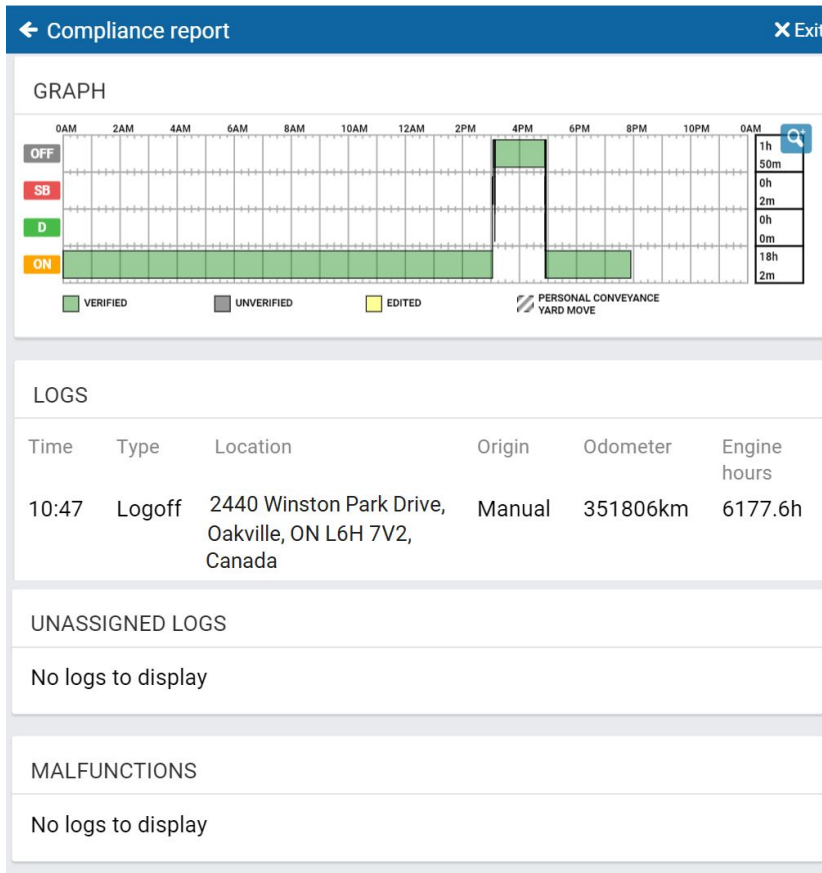 Compliance report
Exit
GRAPH
0AM 2AM 4AM 6AM 8AM 10AM 12AM 2PM 4PM 6PM 8PM 10PM 0AM
OFF 1h
50m
SB 0h
2m
D 0h
0m
ON 18h
2m
VERIFIED UNVERIFIED EDITED PERSONAL CONVEYANCE
YARD MOVE
LOGS
Time Type Location Origin Odometer Engine
hours
10:47 Logoff 2440 Winston Park Drive, Manual 351806km 6177.6h
Oakville, ON L6H 7V2,
Canada
UNASSIGNED LOGS
No logs to display
MALFUNCTIONS
No logs to display